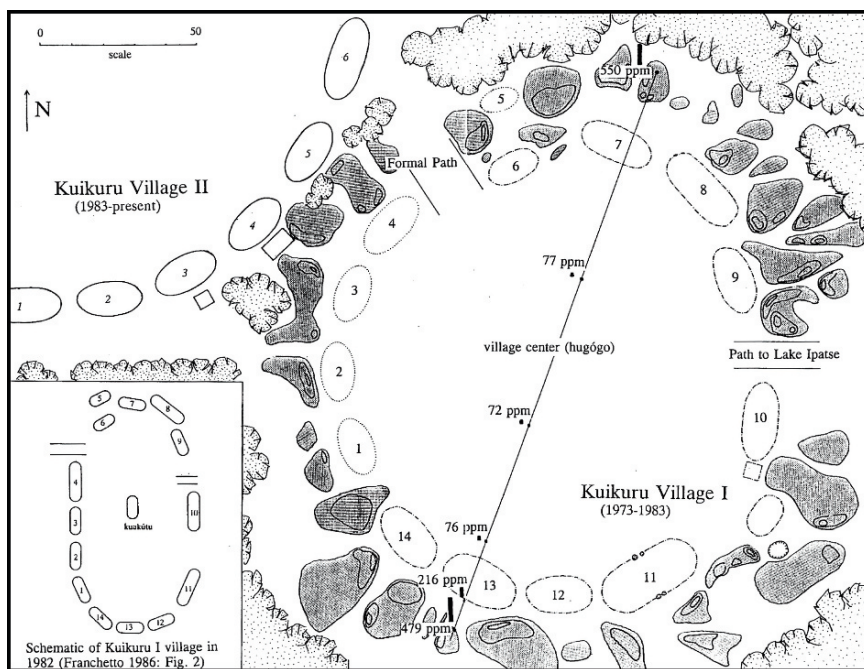 0
50
scale
N
Kuikuru Village II
(1983-present)
1
2
3
4
5
6
Formal Path
5
6
7
8
9
10
11
12
13
14
1
2
3
4
550 ppm
77 ppm
village center (hugógo)
72 ppm
76 ppm
216 ppm
479 ppm
Path to Lake Ipatse
Kuikuru Village I
(1973-1983)
5
6
7
8
9
4
3
2
1
14
13
12
11
10
kuakútu
Schematic of Kuikuru I village in
1982 (Franchetto 1986: Fig. 2)